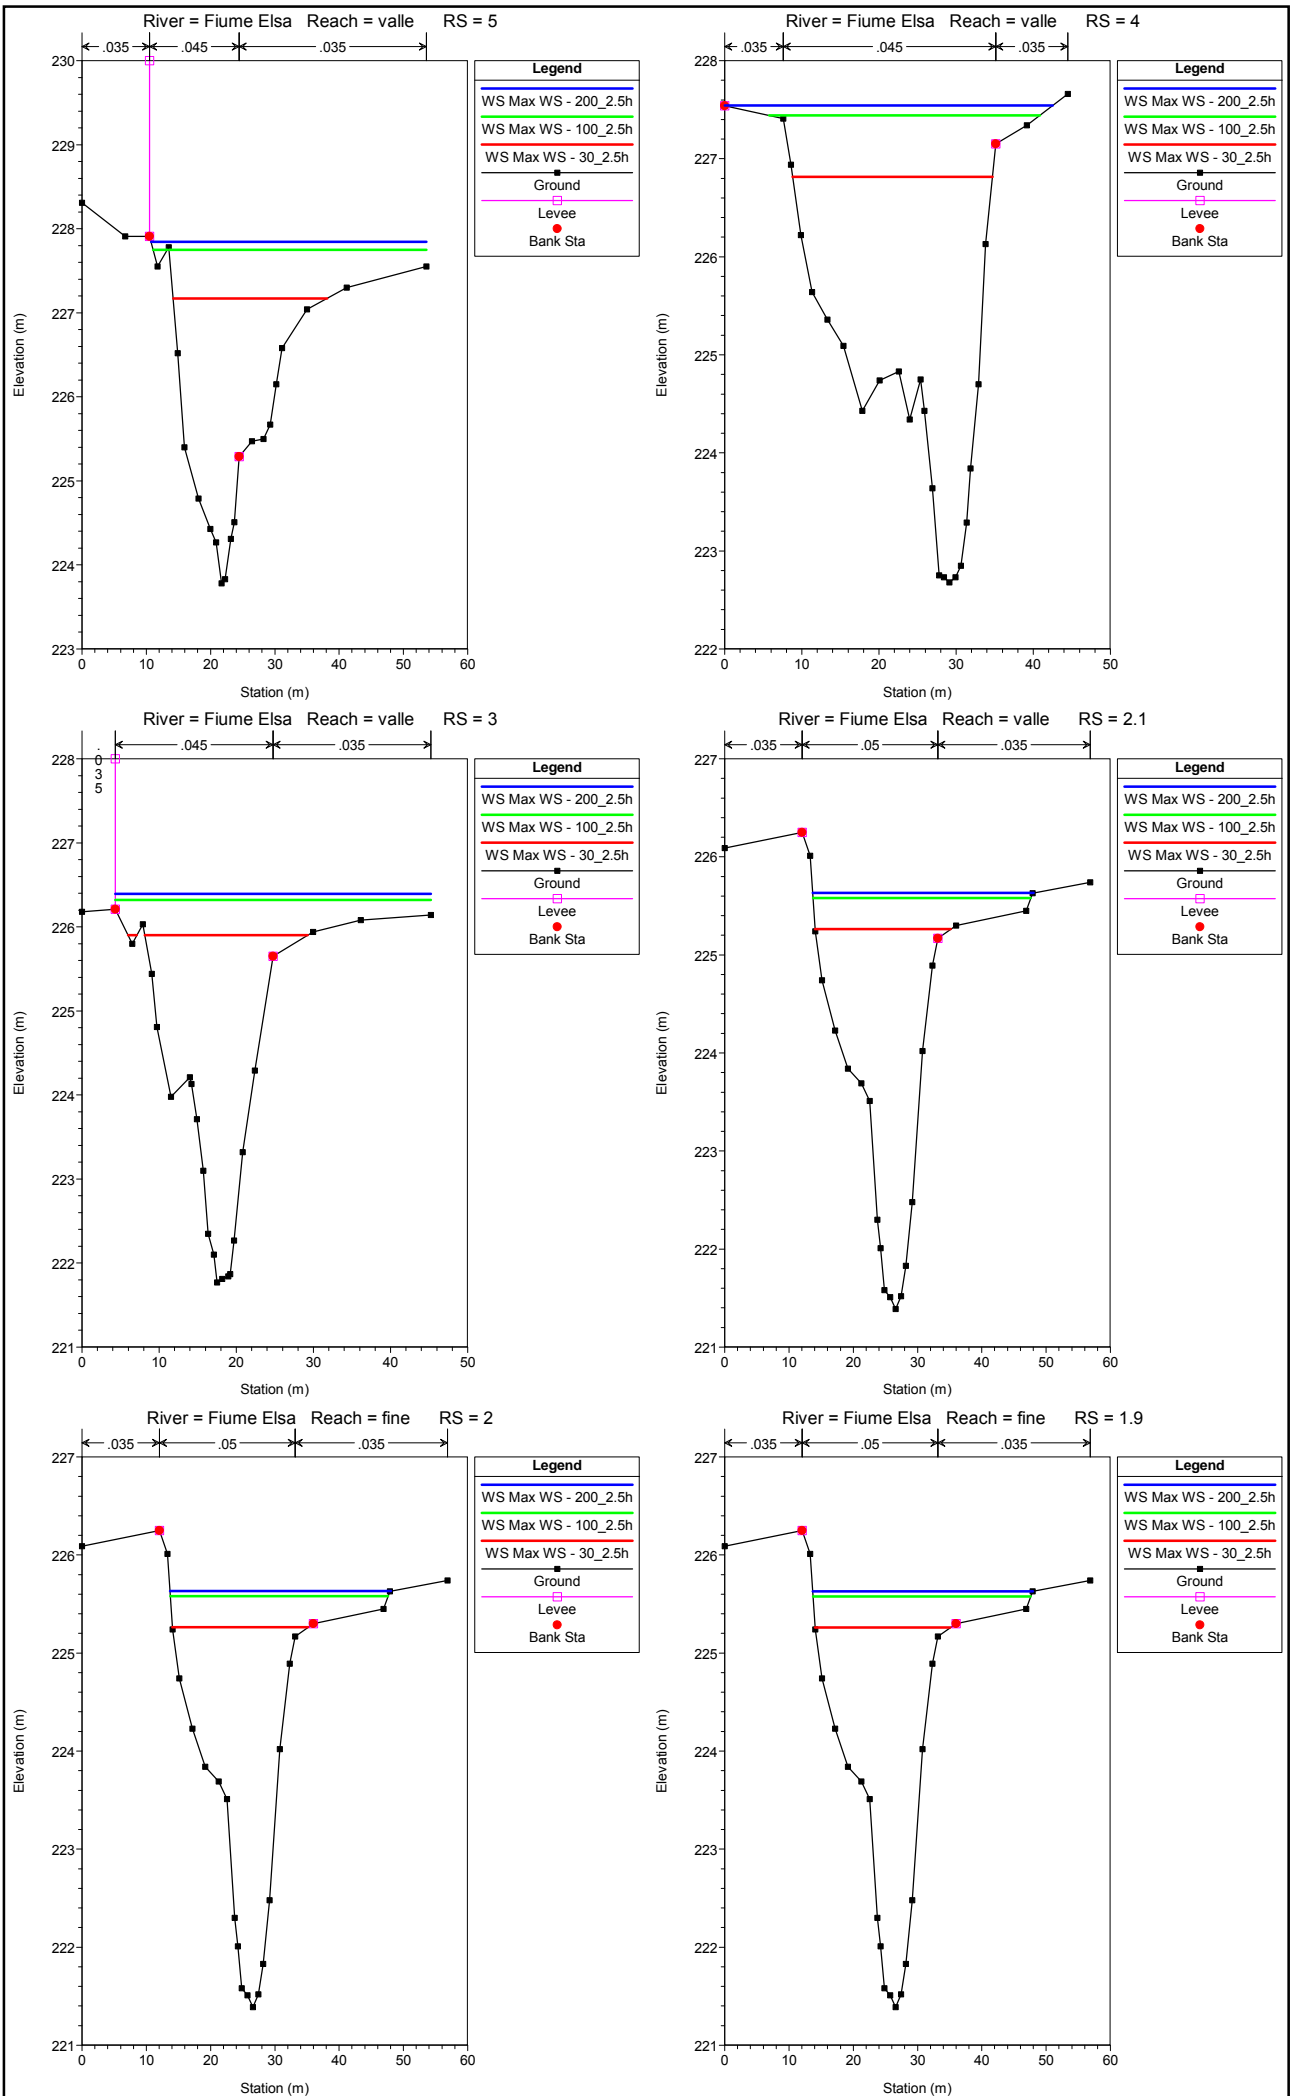 River = Fiume Elsa Reach = valle RS = 5
.035 .045 .035
230
229
228
227
226
225
224
223
0 10 20 30 40 50 60
Station (m)
Elevation (m)
Legend
WS Max WS - 200_2.5h
WS Max WS - 100_2.5h
WS Max WS - 30_2.5h
Ground
Levee
Bank Sta
River = Fiume Elsa Reach = valle RS = 4
.035 .045 .035
228
227
226
225
224
223
222
0 10 20 30 40 50
Station (m)
Elevation (m)
Legend
WS Max WS - 200_2.5h
WS Max WS - 100_2.5h
WS Max WS - 30_2.5h
Ground
Levee
Bank Sta
River = Fiume Elsa Reach = valle RS = 3
.035 .045 .035
228
227
226
225
224
223
222
221
0 10 20 30 40 50
Station (m)
Elevation (m)
Legend
WS Max WS - 200_2.5h
WS Max WS - 100_2.5h
WS Max WS - 30_2.5h
Ground
Levee
Bank Sta
River = Fiume Elsa Reach = valle RS = 2.1
.035 .05 .035
227
226
225
224
223
222
221
0 10 20 30 40 50 60
Station (m)
Elevation (m)
Legend
WS Max WS - 200_2.5h
WS Max WS - 100_2.5h
WS Max WS - 30_2.5h
Ground
Levee
Bank Sta
River = Fiume Elsa Reach = fine RS = 2
.035 .05 .035
227
226
225
224
223
222
221
0 10 20 30 40 50 60
Station (m)
Elevation (m)
Legend
WS Max WS - 200_2.5h
WS Max WS - 100_2.5h
WS Max WS - 30_2.5h
Ground
Levee
Bank Sta
River = Fiume Elsa Reach = fine RS = 1.9
.035 .05 .035
227
226
225
224
223
222
221
0 10 20 30 40 50 60
Station (m)
Elevation (m)
Legend
WS Max WS - 200_2.5h
WS Max WS - 100_2.5h
WS Max WS - 30_2.5h
Ground
Levee
Bank Sta